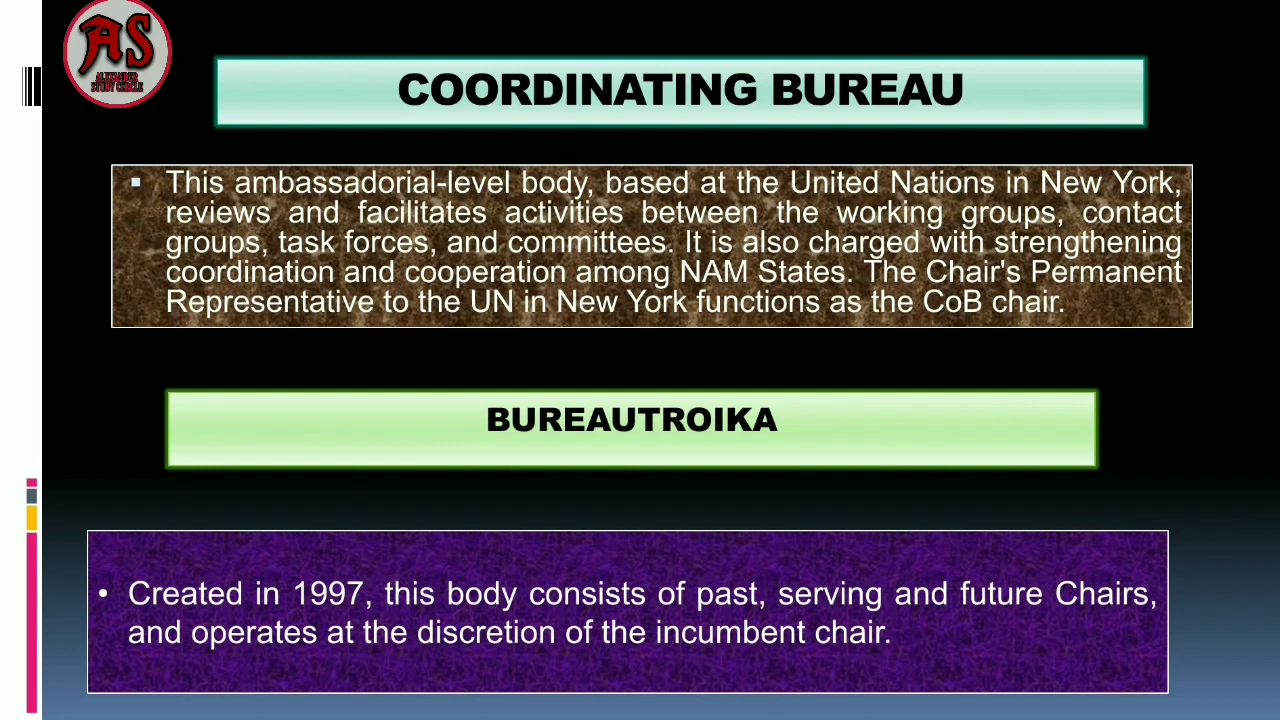 AS
ALEXANDER
STUDY CIRCLE
COORDINATING BUREAU
▪ This ambassadorial-level body, based at the United Nations in New York,
reviews and facilitates activities between the working groups, contact
groups, task forces, and committees. It is also charged with strengthening
coordination and cooperation among NAM States. The Chair's Permanent
Representative to the UN in New York functions as the CoB chair.
BUREAUTROIKA
• Created in 1997, this body consists of past, serving and future Chairs,
and operates at the discretion of the incumbent chair.